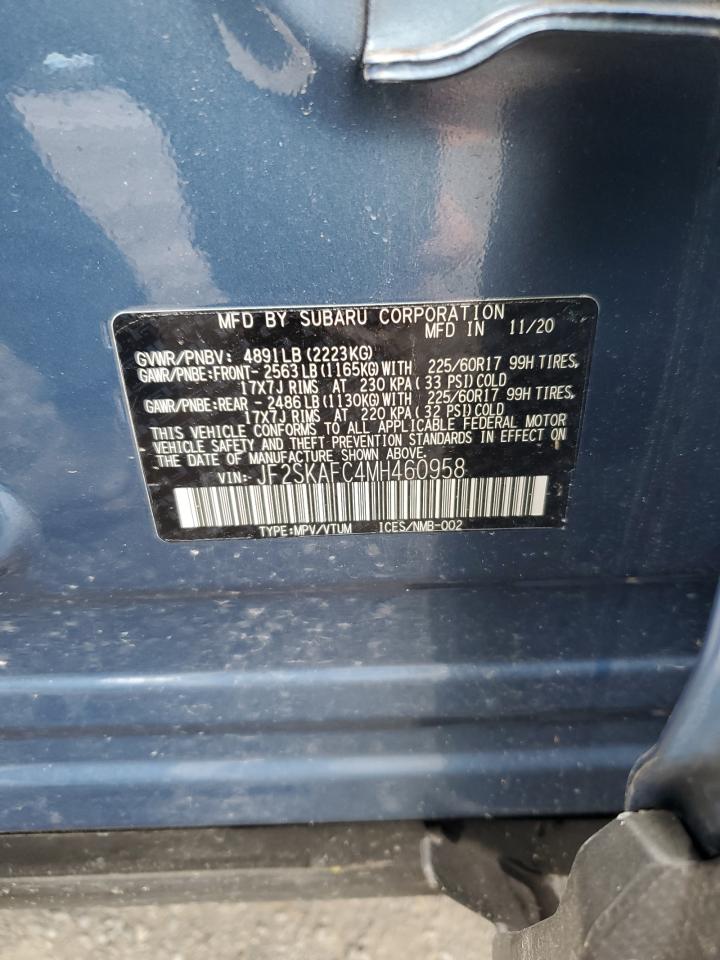 MFD BY SUBARU CORPORATION
MFD IN 11/20
GVWR/PNBV: 4891LB(2223KG)
GAWR/PNBE:FRONT- 2563LB(1165KG)WITH 225/60R17 99H TIRES,
17X7J RIMS AT 230 KPA(33 PSI)COLD
GAWR/PNBE:REAR - 2486LB(1130KG)WITH 225/60R17 99H TIRES,
17X7J RIMS AT 220 KPA(32 PSI)COLD
THIS VEHICLE CONFORMS TO ALL APPLICABLE FEDERAL MOTOR
VEHICLE SAFETY AND THEFT PREVENTION STANDARDS IN EFFECT
ON THE DATE OF MANUFACTURE SHOWN ABOVE.
VIN: JF2SKAFC4MH460958
TYPE:MPV/VTUM ICES/NMB-002